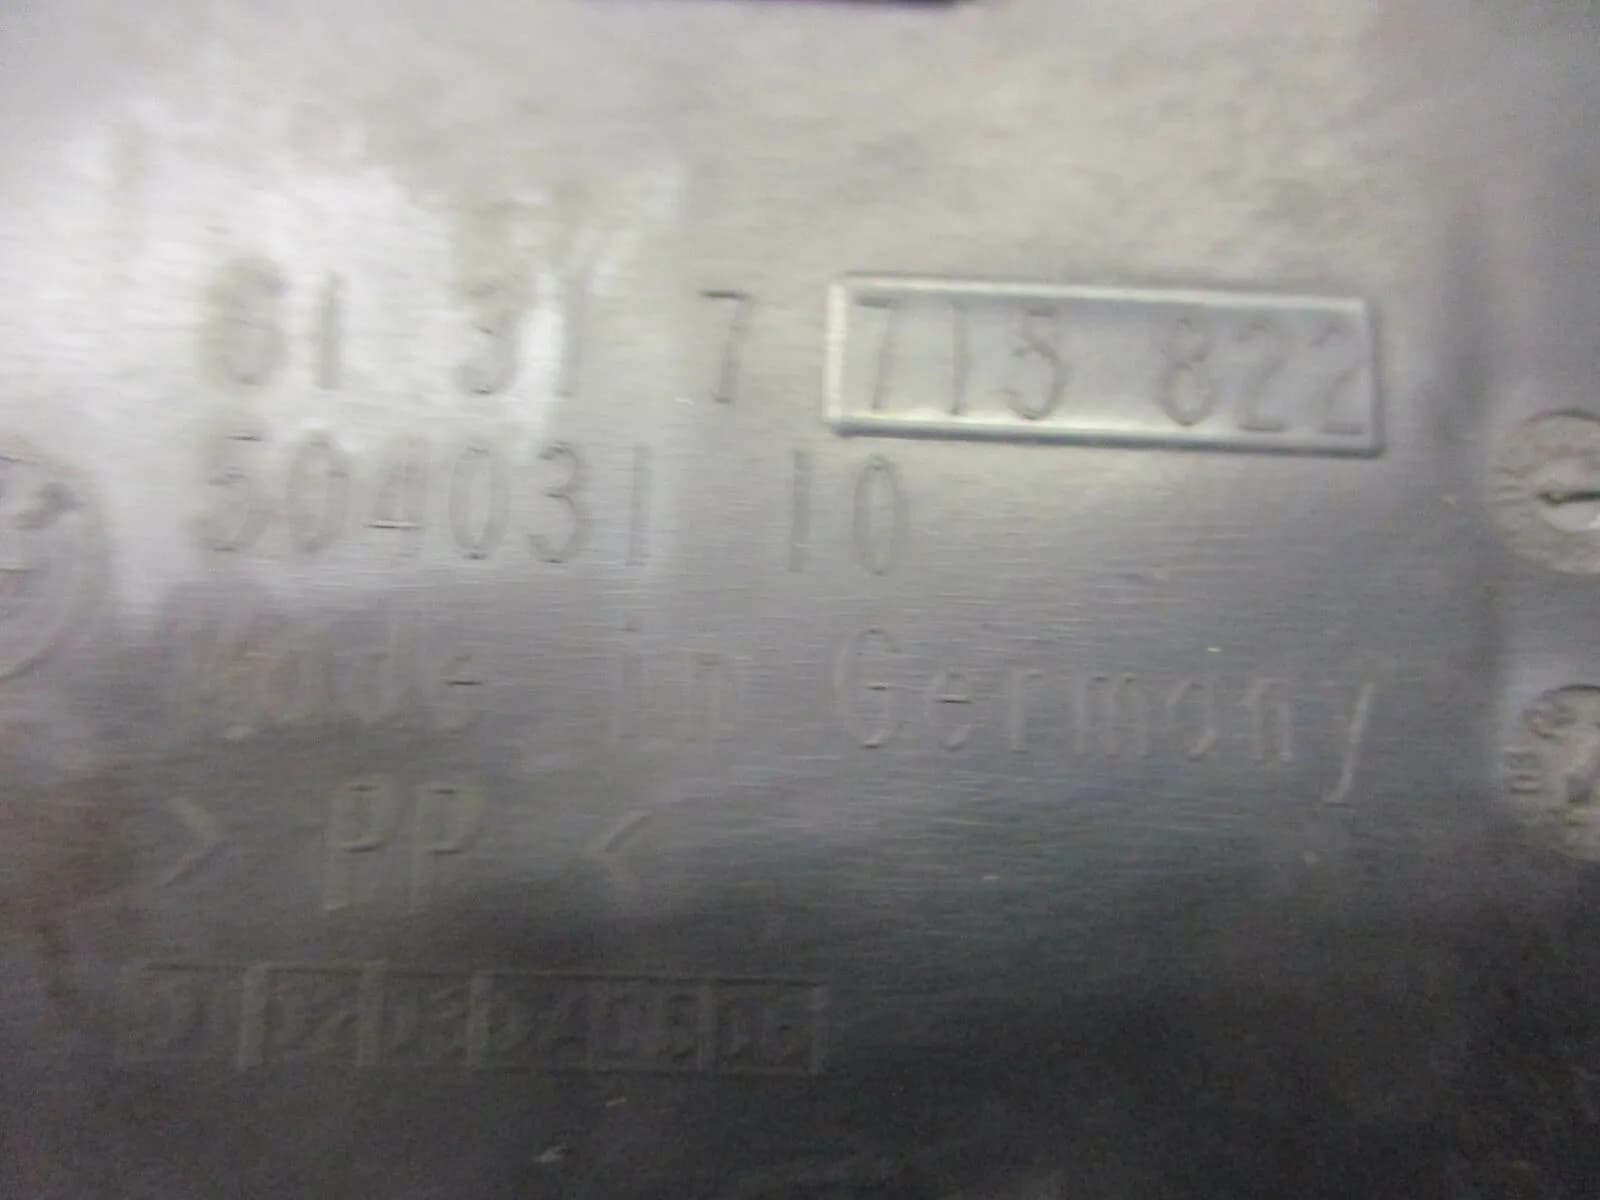 61 31 7 715 822
504031 10
Made in Germany
> PP <